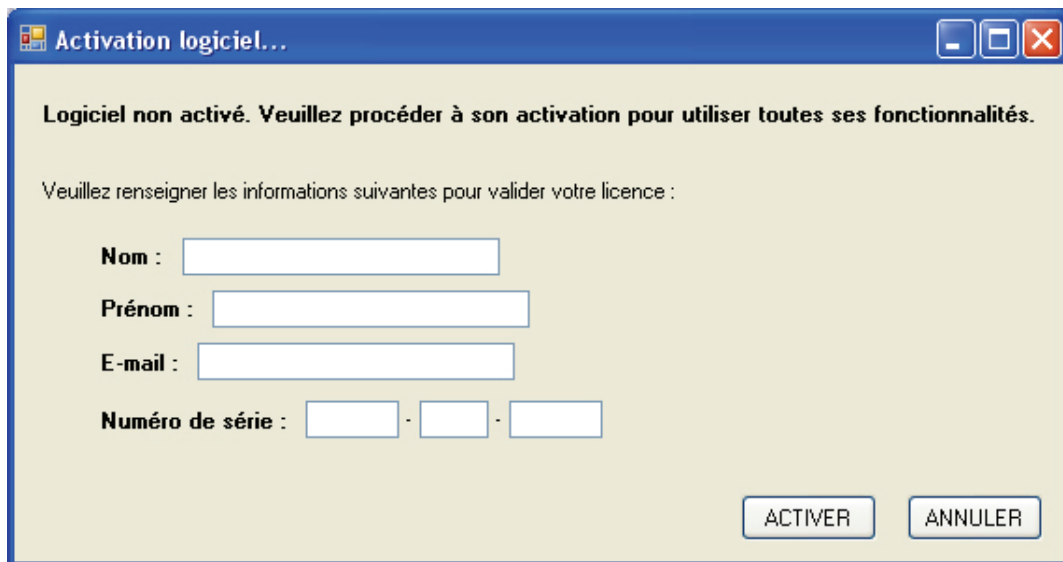 Activation logiciel...
Logiciel non activé. Veuillez procéder à son activation pour utiliser toutes ses fonctionnalités.
Veuillez renseigner les informations suivantes pour valider votre licence :
Nom :
Prénom :
E-mail :
Numéro de série : - -
ACTIVER ANNULER